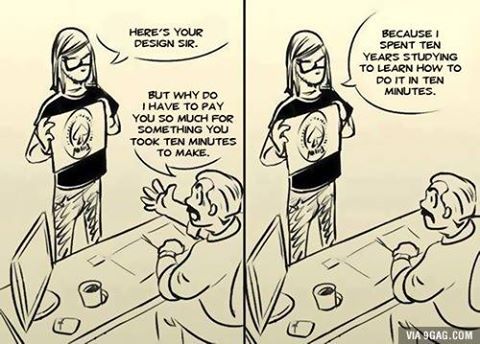 HERE'S YOUR
DESIGN SIR.
BUT WHY DO
I HAVE TO PAY
YOU SO MUCH FOR
SOMETHING YOU
TOOK TEN MINUTES
TO MAKE.
BECAUSE I
SPENT TEN
YEARS STUDYING
TO LEARN HOW TO
DO IT IN TEN
MINUTES.
VIA 9GAG.COM